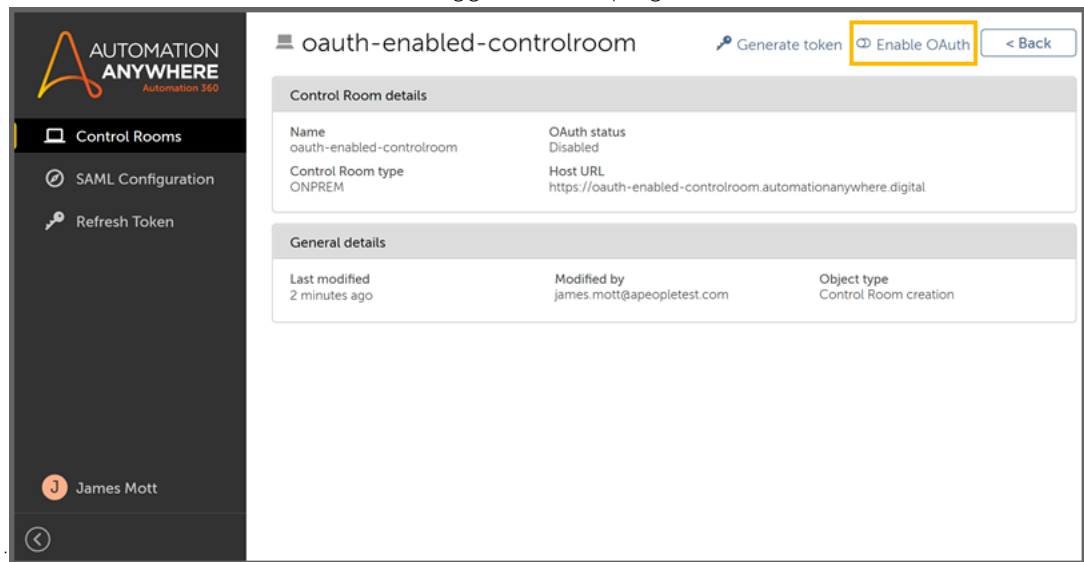 AUTOMATION
ANYWHERE
Automation 360
Control Rooms
SAML Configuration
Refresh Token
J James Mott
oauth-enabled-controlroom
Generate token
Enable OAuth
< Back
Control Room details
Name
oauth-enabled-controlroom
OAuth status
Disabled
Control Room type
ONPREM
Host URL
https://oauth-enabled-controlroom.automationanywhere.digital
General details
Last modified
2 minutes ago
Modified by
james.mott@apeopletest.com
Object type
Control Room creation